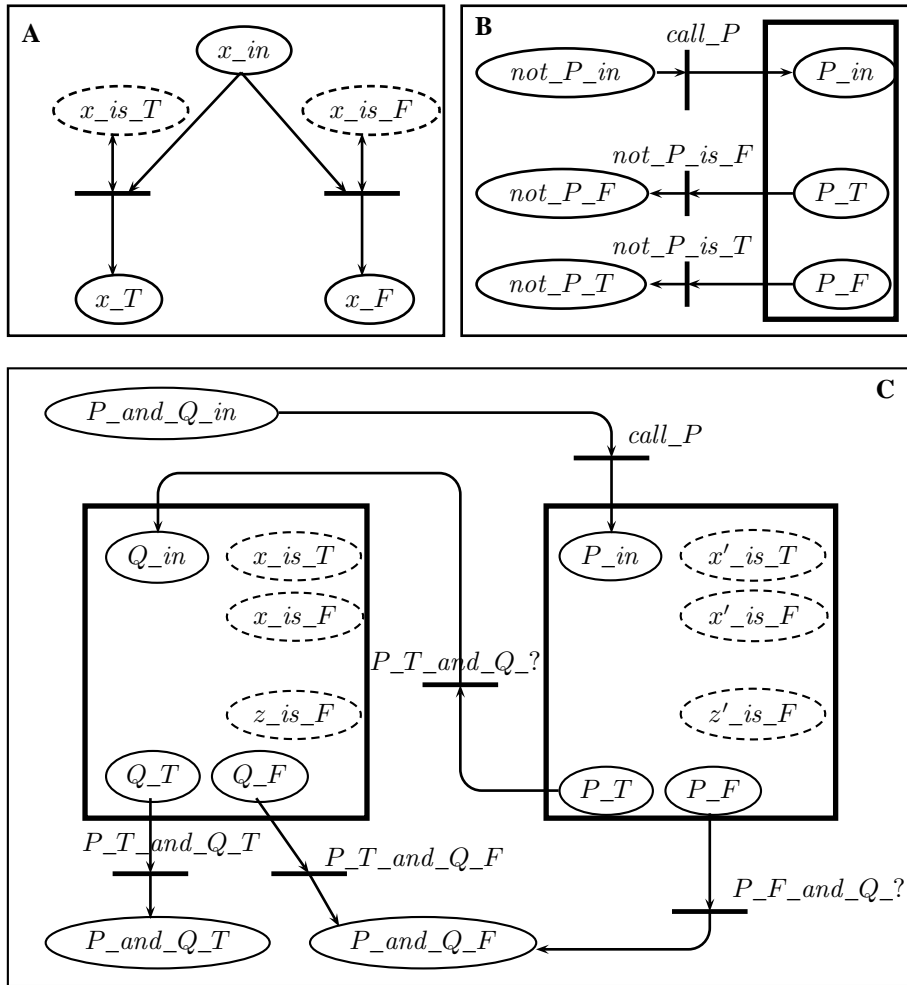 A
x_in
x_is_T
x_is_F
x_T
x_F
B
call_P
not_P_in
P_in
not_P_is_F
not_P_F
P_T
not_P_is_T
not_P_T
P_F
C
P_and_Q_in
call_P
Q_in
x_is_T
P_in
x'_is_T
x_is_F
x'_is_F
P_T_and_Q_?
z_is_F
z'_is_F
Q_T
Q_F
P_T
P_F
P_T_and_Q_T
P_T_and_Q_F
P_F_and_Q_?
P_and_Q_T
P_and_Q_F